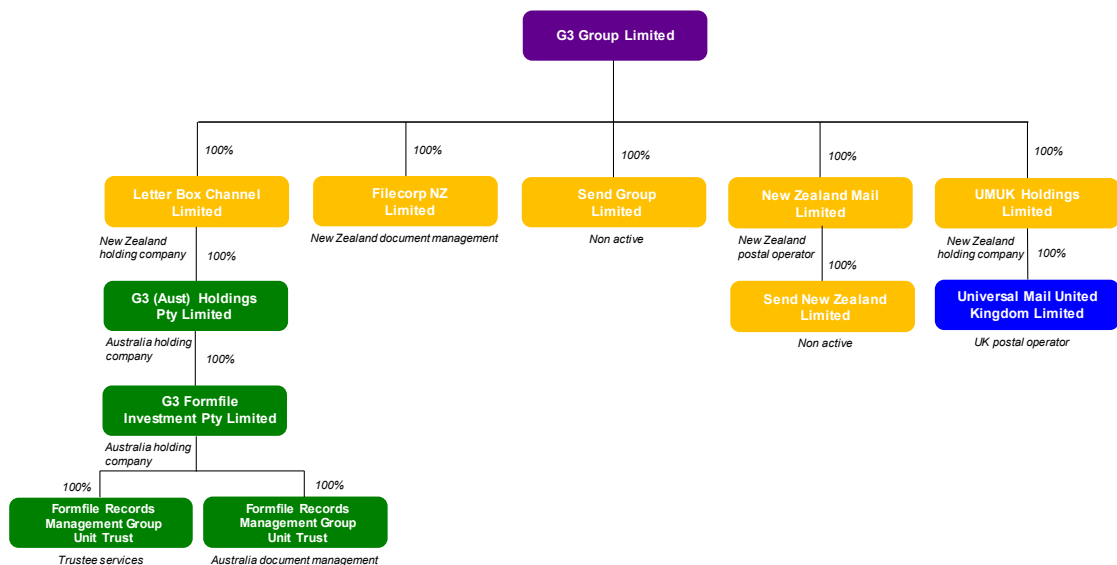 G3 Group Limited
100%
100%
100%
100%
100%
Letter Box Channel
Limited
Filecorp NZ
Limited
Send Group
Limited
New Zealand Mail
Limited
UMUK Holdings
Limited
New Zealand
holding company
New Zealand document management
Non active
New Zealand
postal operator
New Zealand
holding company
100%
100%
100%
G3 (Aust) Holdings
Pty Limited
Send New Zealand
Limited
Universal Mail United
Kingdom Limited
Australia holding
company
Non active
UK postal operator
100%
G3 Formfile
Investment Pty Limited
Australia holding
company
100%
100%
Formfile Records
Management Group
Unit Trust
Formfile Records
Management Group
Unit Trust
Trustee services
Australia document management